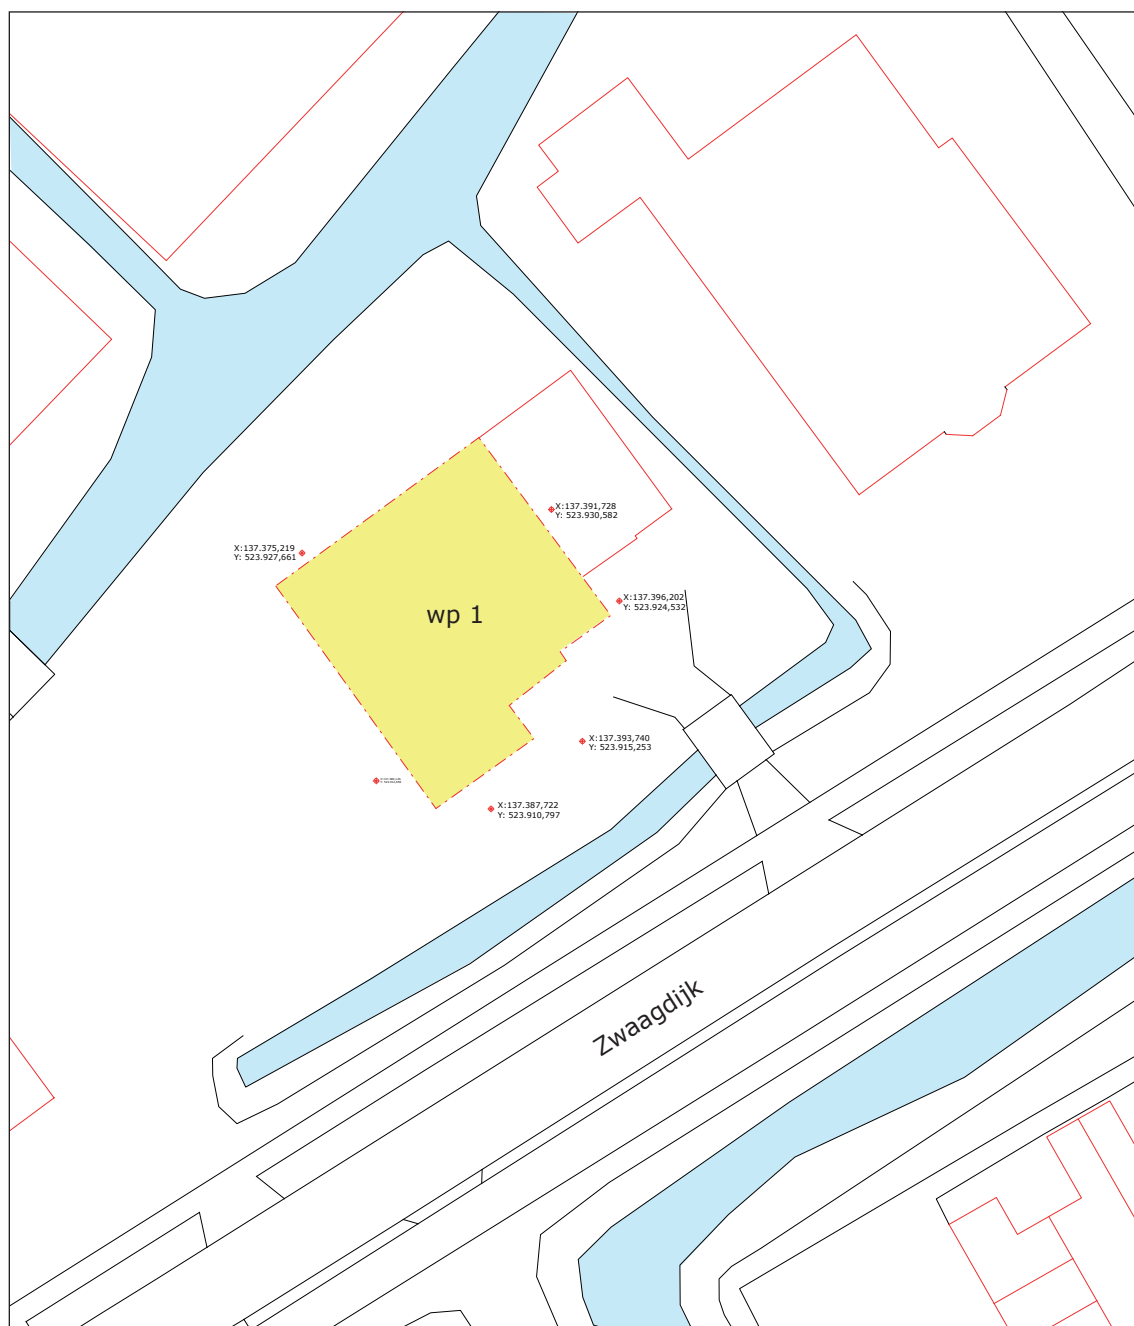 X:137.391,728
Y: 523.930,582
X:137.375,219
Y: 523.927,661
X:137.396,202
Y: 523.924,532
wp 1
X:137.393,740
Y: 523.915,253
X:137.387,722
Y: 523.910,797
Zwaagdijk